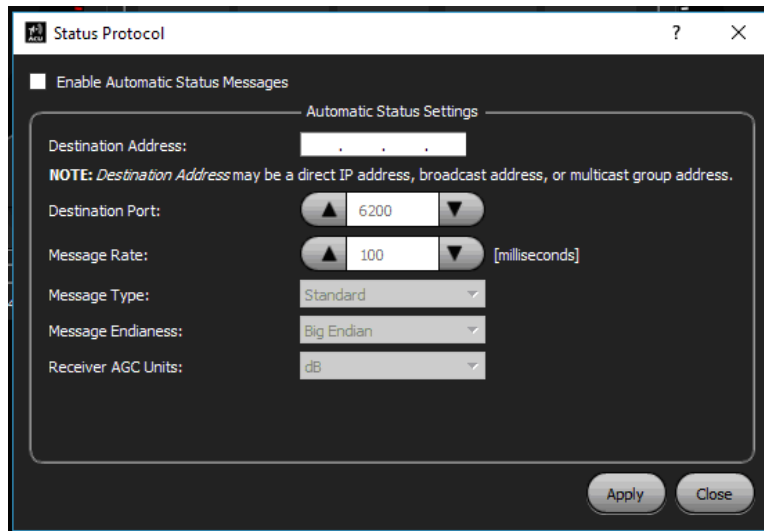 ACU Status Protocol ?
Enable Automatic Status Messages
Automatic Status Settings
Destination Address: . . .
NOTE: Destination Address may be a direct IP address, broadcast address, or multicast group address.
Destination Port: 6200
Message Rate: 100 [milliseconds]
Message Type: Standard
Message Endianess: Big Endian
Receiver AGC Units: dB
Apply Close